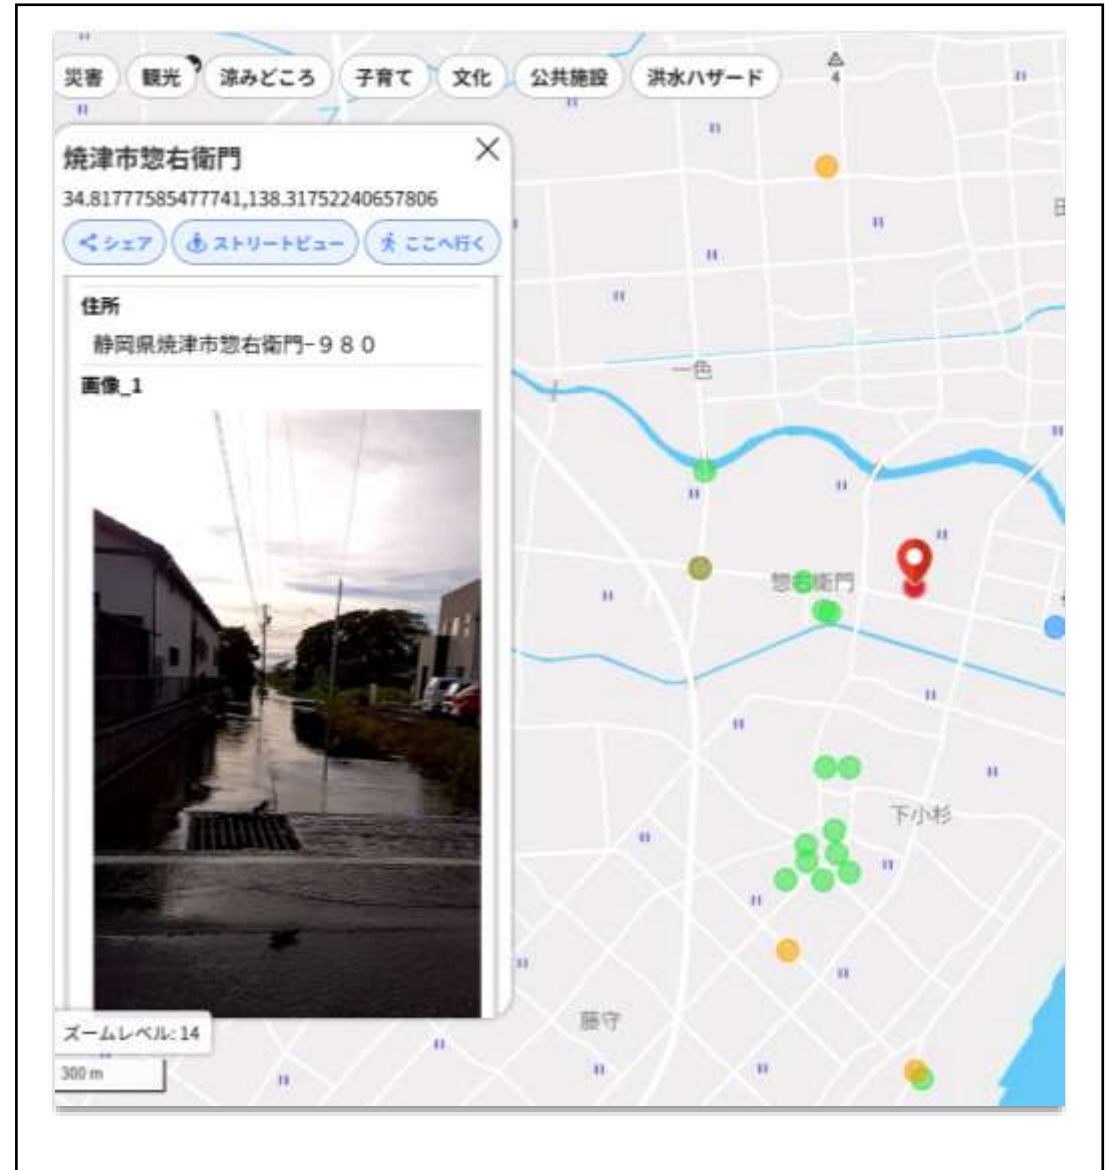 災害
観光
涼みどころ
子育て
文化
公共施設
洪水ハザード
4
焼津市惣右衛門
34.81777585477741,138.31752240657806
シェア
ストリートビュー
ここへ行く
住所
静岡県焼津市惣右衛門−９８０
画像_1
一色
惣右衛門
下小杉
藤守
ズームレベル: 14
300 m